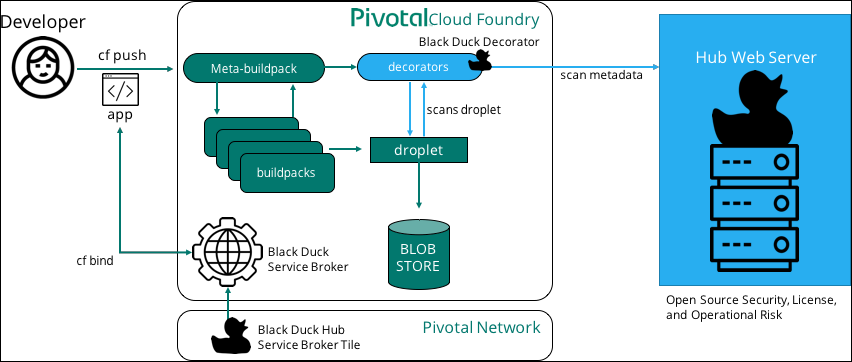 Developer
cf push
app
cf bind
Pivotal Cloud Foundry
Black Duck Decorator
Meta-buildpack
decorators
scans droplet
buildpacks
droplet
BLOB
STORE
Black Duck
Service Broker
Black Duck Hub
Service Broker Tile
Pivotal Network
scan metadata
Hub Web Server
Open Source Security, License,
and Operational Risk